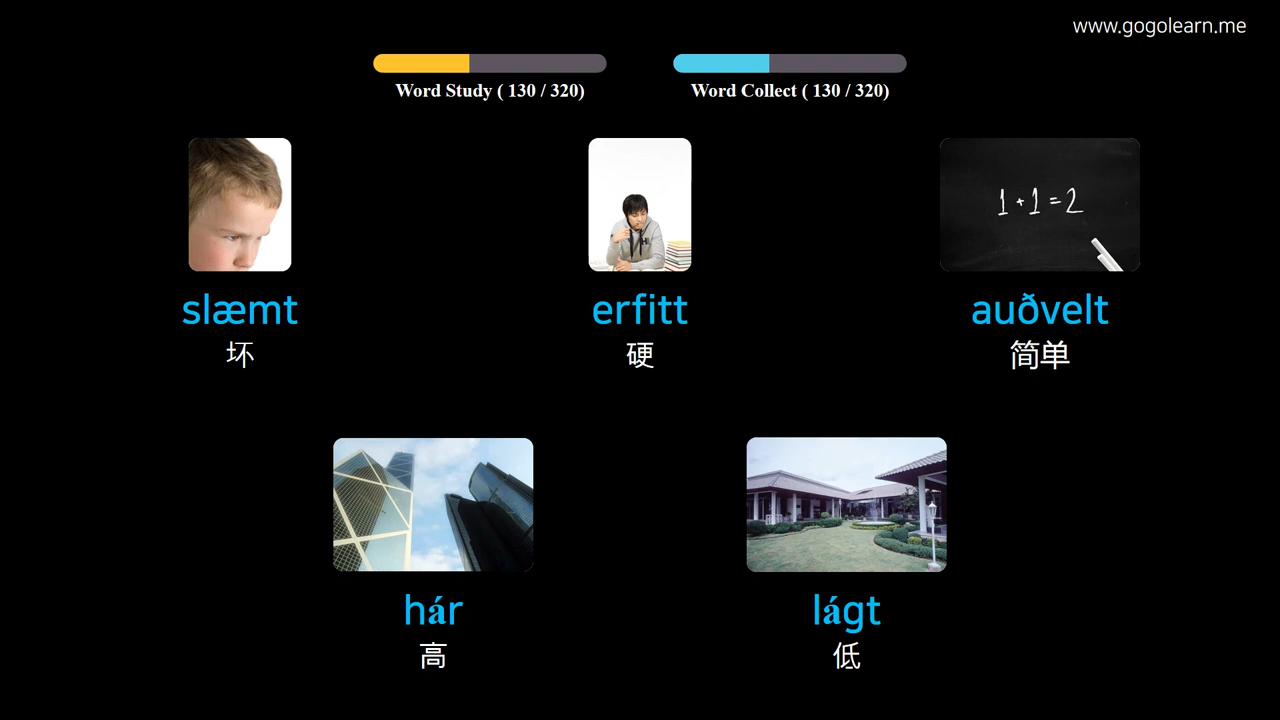 www.gogolearn.me
Word Study ( 130 / 320)
Word Collect ( 130 / 320)
1 + 1 = 2
slæmt
erfitt
auðvelt
坏
硬
简单
hár
lágt
高
低